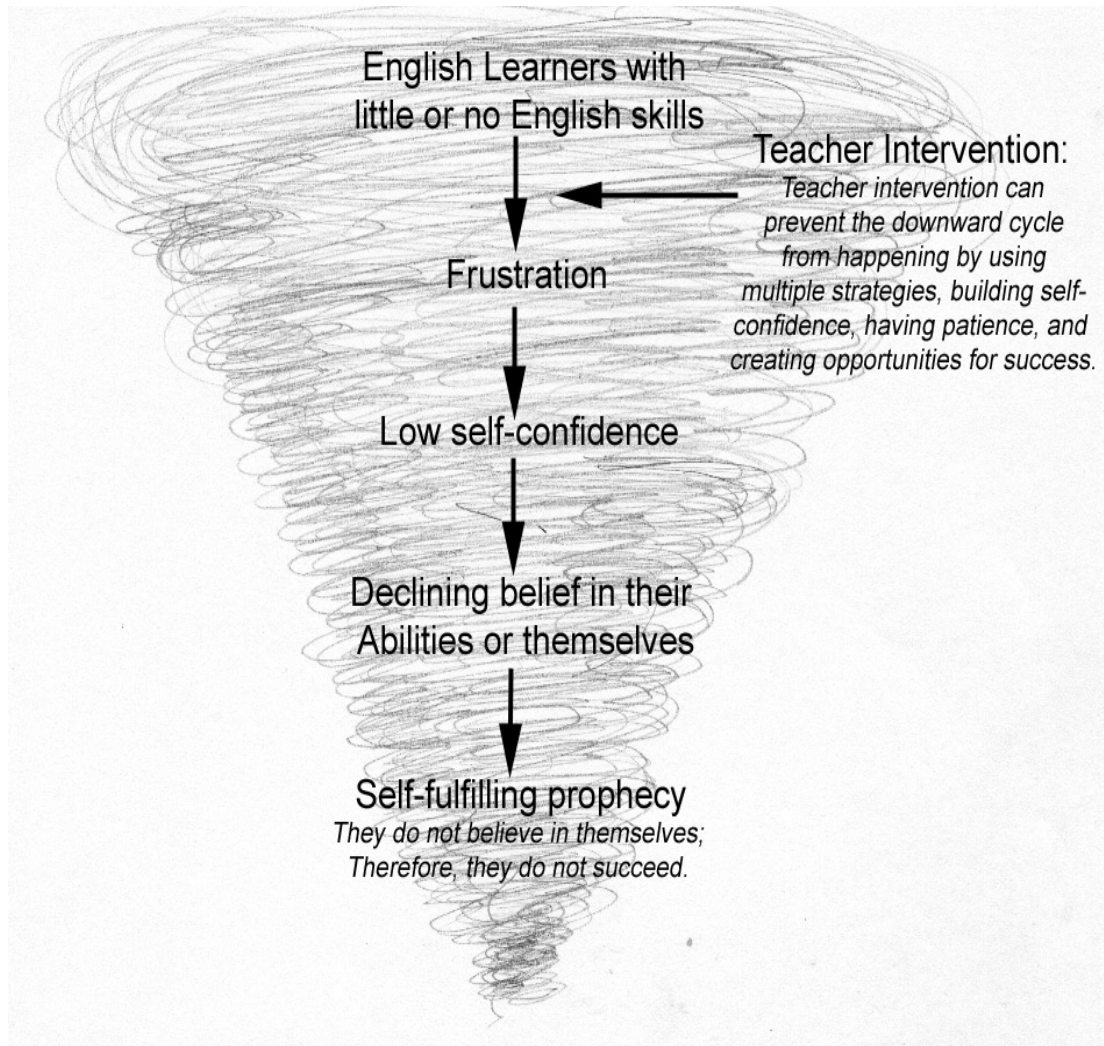 English Learners with
little or no English skills
Teacher Intervention:
Teacher intervention can
prevent the downward cycle
from happening by using
multiple strategies, building self-
confidence, having patience, and
creating opportunities for success.
Frustration
Low self-confidence
Declining belief in their
Abilities or themselves
Self-fulfilling prophecy
They do not believe in themselves;
Therefore, they do not succeed.